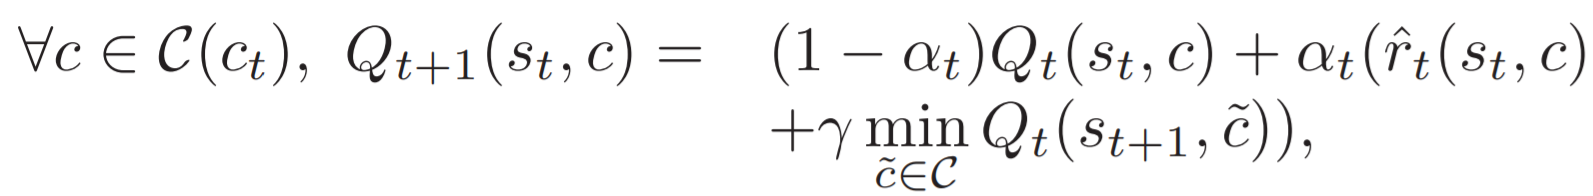 ∀c ∈ 𝒞(c_t), Q_{t+1}(s_t, c) = (1 − α_t)Q_t(s_t, c) + α_t(r̂_t(s_t, c)
+γ min_{c̃∈𝒞} Q_t(s_{t+1}, c̃)),